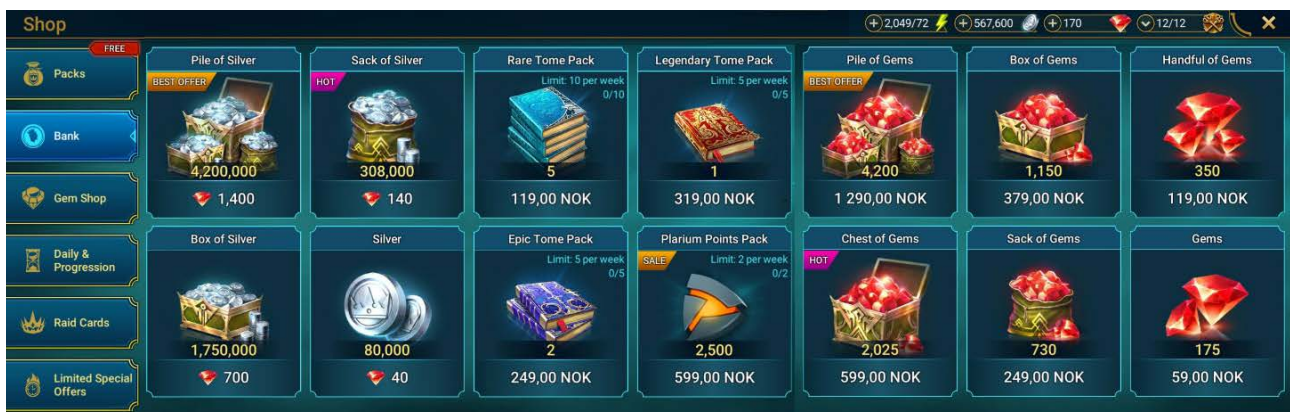 Shop
2,049/72
567,600
170
12/12
FREE
Packs
Bank
Gem Shop
Daily &
Progression
Raid Cards
Limited Special
Offers
Pile of Silver
BEST OFFER
4,200,000
1,400
Sack of Silver
HOT
308,000
140
Rare Tome Pack
Limit: 10 per week
0/10
5
119,00 NOK
Legendary Tome Pack
Limit: 5 per week
0/5
1
319,00 NOK
Pile of Gems
BEST OFFER
4,200
1 290,00 NOK
Box of Gems
1,150
379,00 NOK
Handful of Gems
350
119,00 NOK
Box of Silver
1,750,000
700
Silver
80,000
40
Epic Tome Pack
Limit: 5 per week
0/5
2
249,00 NOK
Plarium Points Pack
SALE
Limit: 2 per week
0/2
2,500
599,00 NOK
Chest of Gems
HOT
2,025
599,00 NOK
Sack of Gems
730
249,00 NOK
Gems
175
59,00 NOK